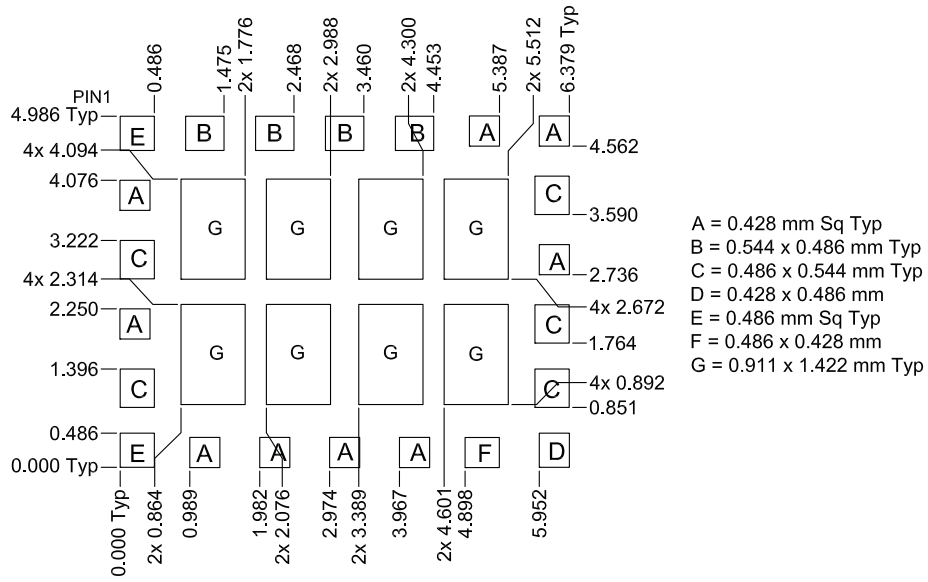 0.486
1.475
2x 1.776
2.468
2x 2.988
3.460
2x 4.300
4.453
5.387
2x 5.512
6.379 Typ
PIN1
4.986 Typ
E
B
B
B
B
A
A
4.562
4x 4.094
4.076
A
G
G
G
G
C
3.590
3.222
C
A
2.736
4x 2.314
2.250
A
G
G
G
G
4x 2.672
C
1.764
1.396
C
C
4x 0.892
0.851
0.486
E
A
A
A
A
F
D
0.000 Typ
0.000 Typ
2x 0.864
0.989
1.982
2x 2.076
2.974
2x 3.389
3.967
2x 4.601
4.898
5.952
A = 0.428 mm Sq Typ
B = 0.544 x 0.486 mm Typ
C = 0.486 x 0.544 mm Typ
D = 0.428 x 0.486 mm
E = 0.486 mm Sq Typ
F = 0.486 x 0.428 mm
G = 0.911 x 1.422 mm Typ